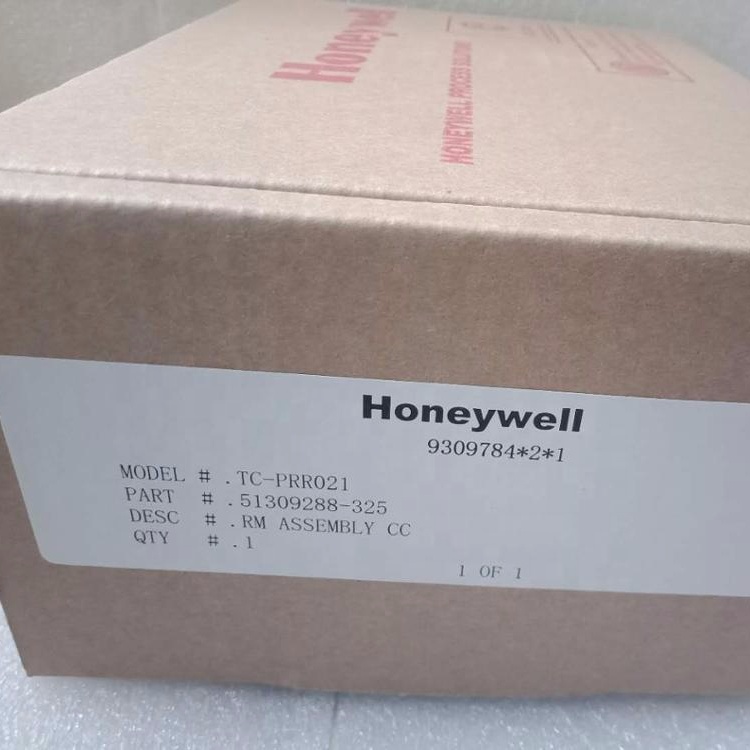 Honeywell
HONEYWELL PROCESS SOLUTIONS
Honeywell
9309784*2*1
MODEL # .TC-PRR021
PART # .51309288-325
DESC # .RM ASSEMBLY CC
QTY # .1
1 OF 1